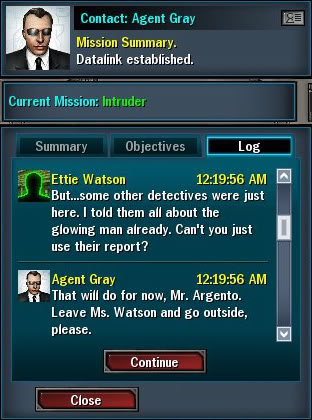 Contact: Agent Gray
Mission Summary.
Datalink established.
Current Mission: Intruder
Summary Objectives Log
Ettie Watson 12:19:56 AM
But...some other detectives were just
here. I told them all about the
glowing man already. Can't you just
use their report?
Agent Gray 12:19:56 AM
That will do for now, Mr. Argento.
Leave Ms. Watson and go outside,
please.
Continue
Close